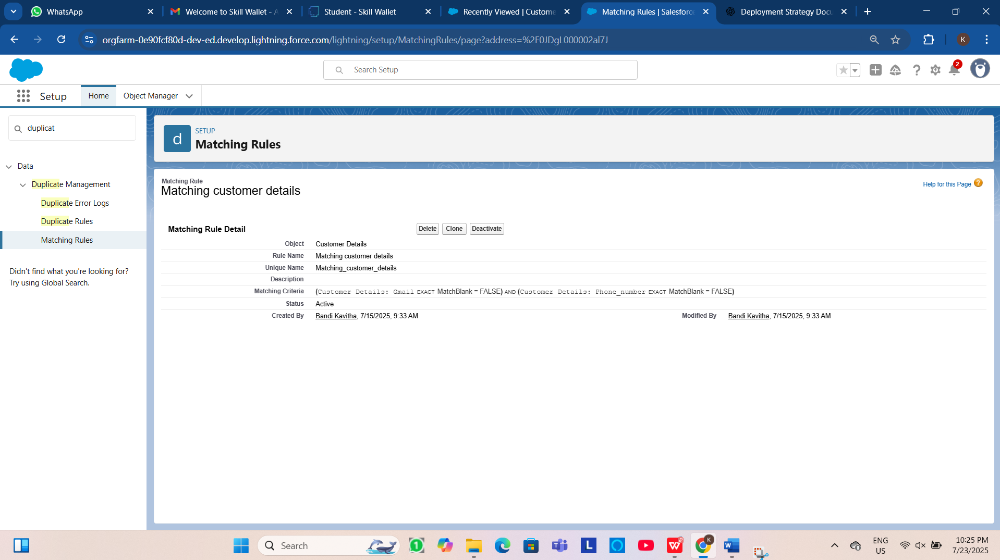 WhatsApp
Welcome to Skill Wallet - A
Student - Skill Wallet
Recently Viewed | Custome
Matching Rules | Salesforce
Deployment Strategy Docu
orgfarm-0e90fcf80d-dev-ed.develop.lightning.force.com/lightning/setup/MatchingRules/page?address=%2F0JDgL000002al7J
K
Search Setup
2
Setup
Home
Object Manager
duplicat
Data
Duplicate Management
Duplicate Error Logs
Duplicate Rules
Matching Rules
Didn't find what you're looking for?
Try using Global Search.
d
SETUP
Matching Rules
Matching Rule
Matching customer details
Help for this Page ?
Matching Rule Detail
Delete Clone Deactivate
Object Customer Details
Rule Name Matching customer details
Unique Name Matching_customer_details
Description
Matching Criteria (Customer Details: Gmail EXACT MatchBlank = FALSE) AND (Customer Details: Phone_number EXACT MatchBlank = FALSE)
Status Active
Created By Bandi Kavitha, 7/15/2025, 9:33 AM Modified By Bandi Kavitha, 7/15/2025, 9:33 AM
Search
1
L
W
K
ENG
US
10:25 PM
7/23/2025